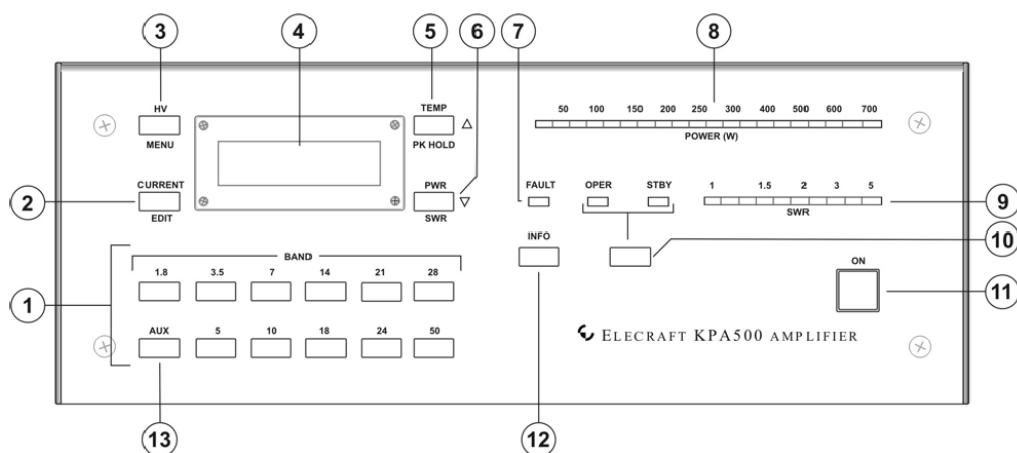 3 4 5 6 7 8
HV
MENU
TEMP △
PK HOLD
50 100 150 200 250 300 400 500 600 700
POWER (W)
2
CURRENT
EDIT
PWR ▽
SWR
FAULT OPER STBY
1 1.5 2 3 5
SWR
9
INFO
10
1
BAND
1.8 3.5 7 14 21 28
AUX 5 10 18 24 50
ON
11
ELECRAFT KPA500 AMPLIFIER
13 12